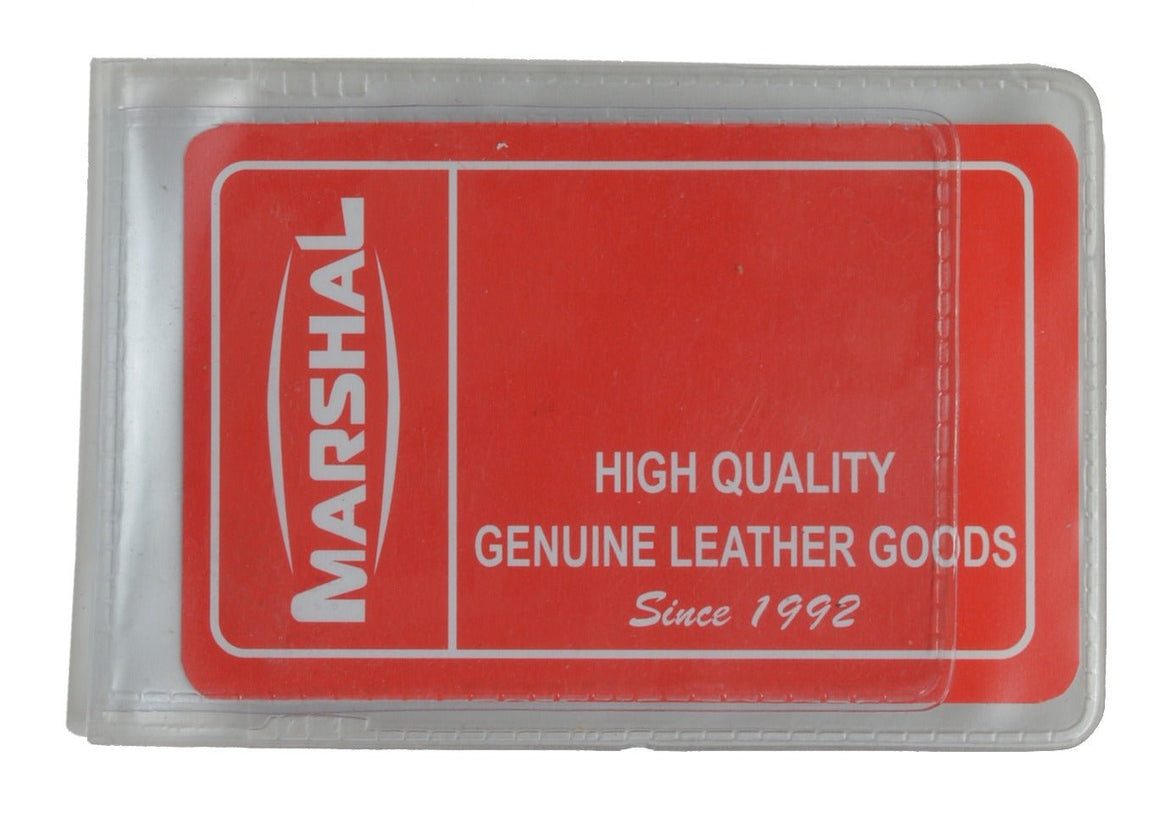 MARSHAL
HIGH QUALITY
GENUINE LEATHER GOODS
Since 1992